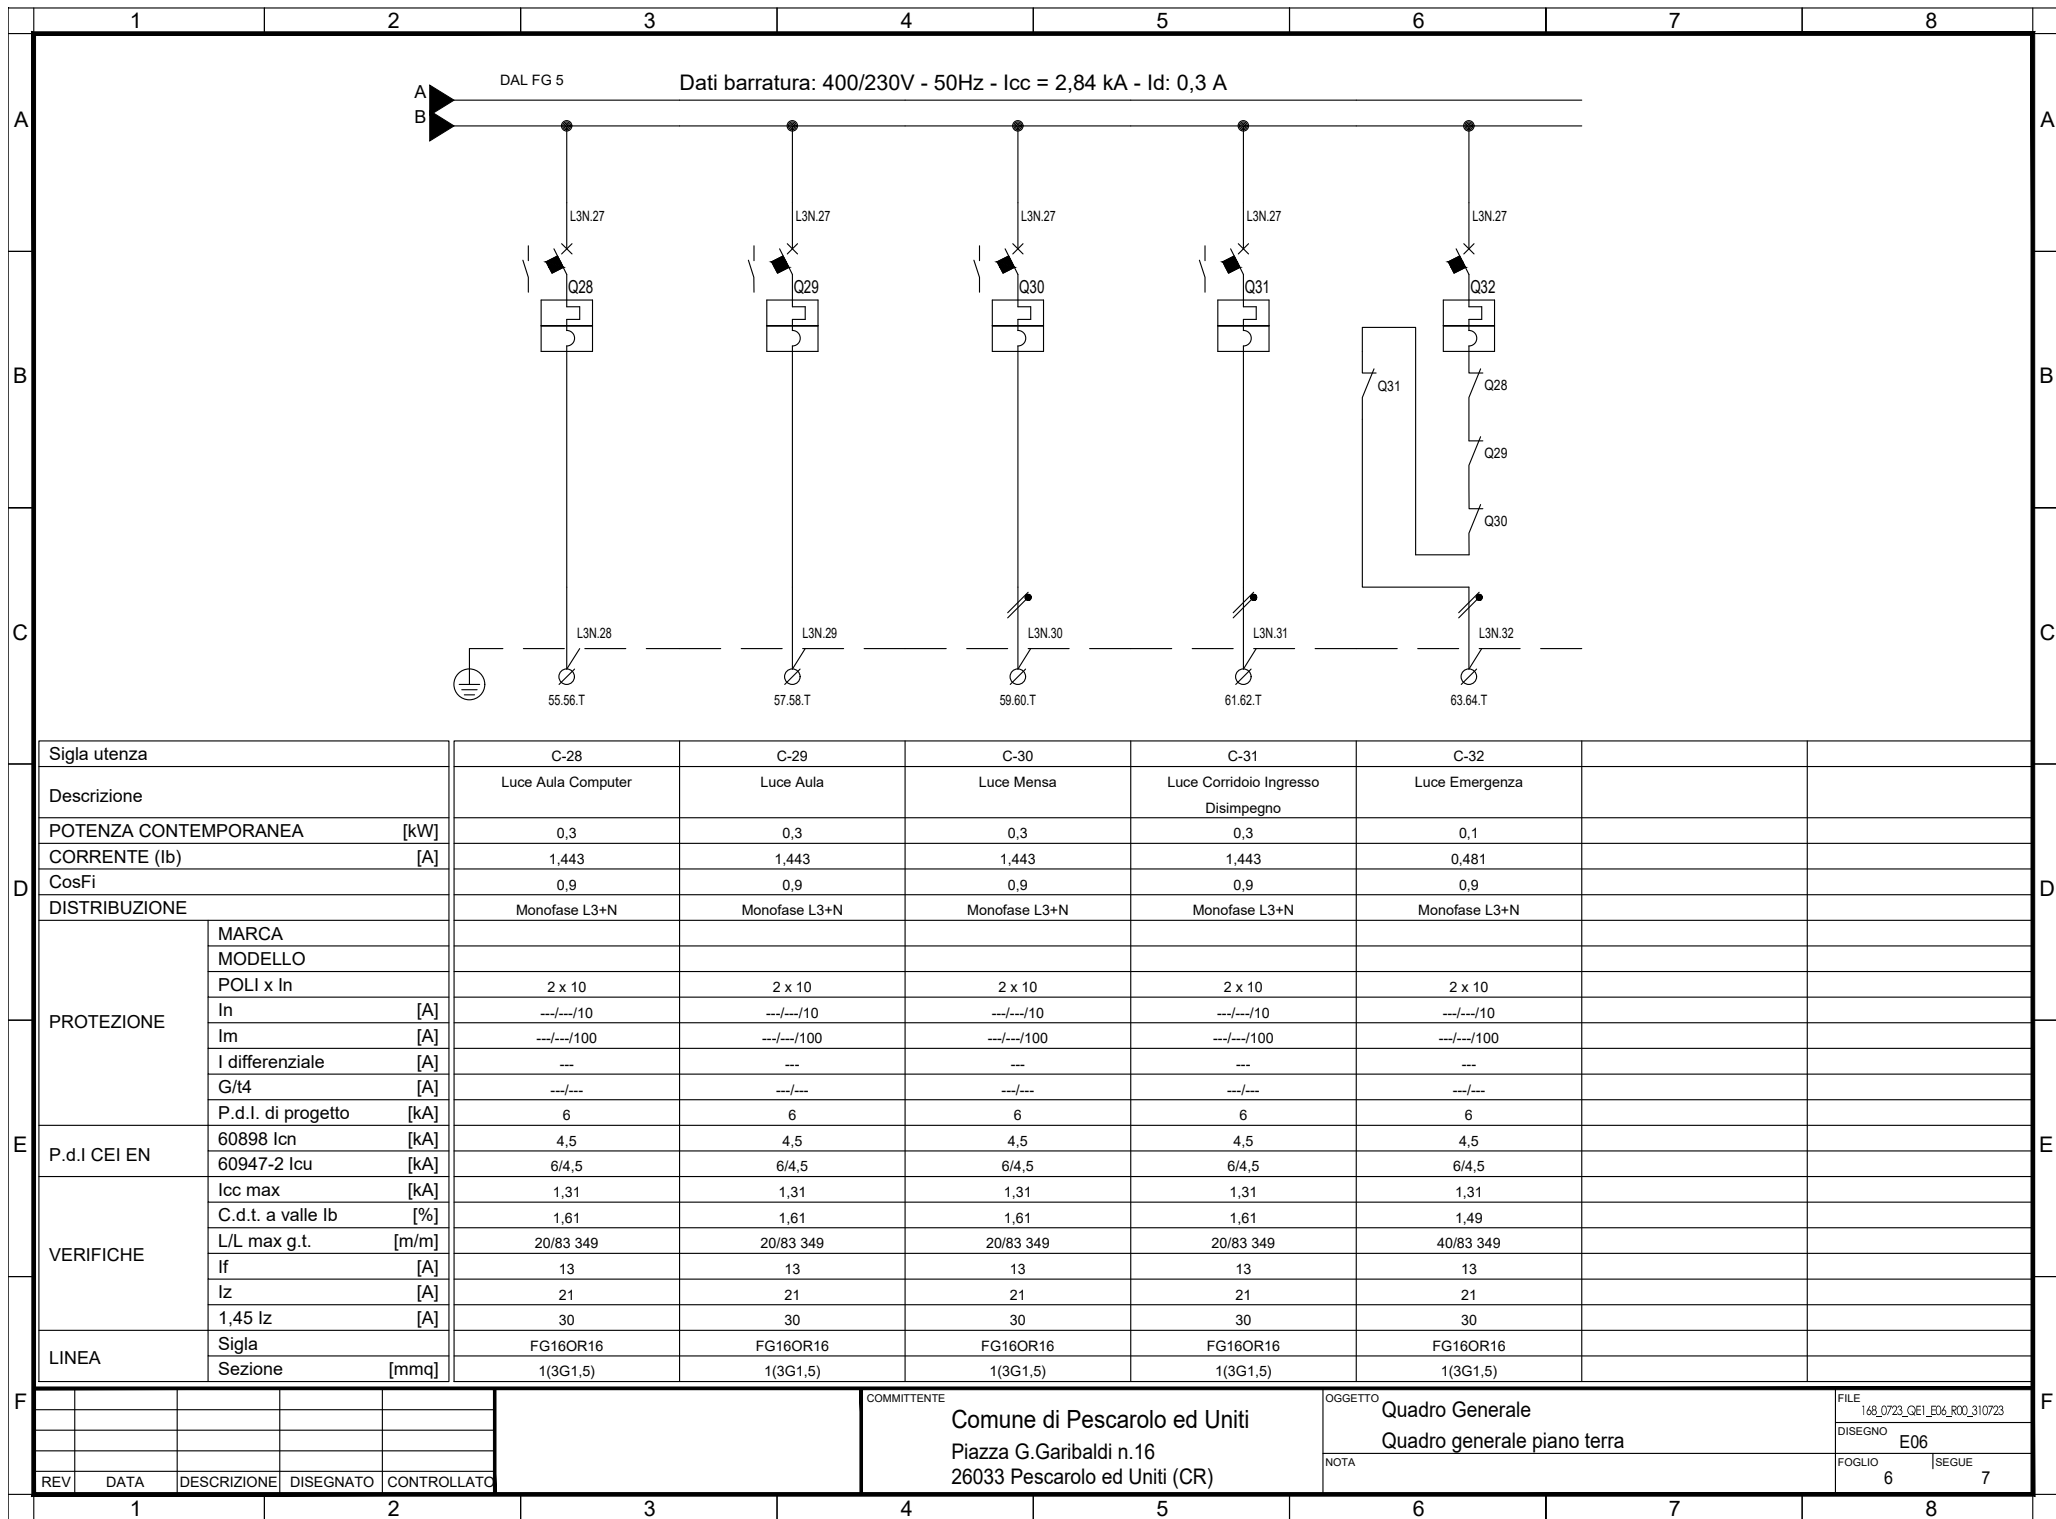 1 2 3 4 5 6 7 8
DAL FG 5 Dati barratura: 400/230V - 50Hz - Icc = 2,84 kA - Id: 0,3 A
A
B
A A
L3N.27 L3N.27 L3N.27 L3N.27 L3N.27
Q28 Q29 Q30 Q31 Q32
B B
Q31 Q28
Q29
Q30
C C
L3N.28 L3N.29 L3N.30 L3N.31 L3N.32
55.56.T 57.58.T 59.60.T 61.62.T 63.64.T
Sigla utenza C-28 C-29 C-30 C-31 C-32
Descrizione Luce Aula Computer Luce Aula Luce Mensa Luce Corridoio Ingresso Disimpegno Luce Emergenza
POTENZA CONTEMPORANEA [kW] 0,3 0,3 0,3 0,3 0,1
CORRENTE (Ib) [A] 1,443 1,443 1,443 1,443 0,481
D D
CosFi 0,9 0,9 0,9 0,9 0,9
DISTRIBUZIONE Monofase L3+N Monofase L3+N Monofase L3+N Monofase L3+N Monofase L3+N
PROTEZIONE
MARCA
MODELLO
POLI x In 2 x 10 2 x 10 2 x 10 2 x 10 2 x 10
In [A] ---/---/10 ---/---/10 ---/---/10 ---/---/10 ---/---/10
Im [A] ---/---/100 ---/---/100 ---/---/100 ---/---/100 ---/---/100
I differenziale [A] --- --- --- --- ---
G/t4 [A] ---/--- ---/--- ---/--- ---/--- ---/---
P.d.I. di progetto [kA] 6 6 6 6 6
E E
P.d.I CEI EN
60898 Icn [kA] 4,5 4,5 4,5 4,5 4,5
60947-2 Icu [kA] 6/4,5 6/4,5 6/4,5 6/4,5 6/4,5
VERIFICHE
Icc max [kA] 1,31 1,31 1,31 1,31 1,31
C.d.t. a valle Ib [%] 1,61 1,61 1,61 1,61 1,49
L/L max g.t. [m/m] 20/83 349 20/83 349 20/83 349 20/83 349 40/83 349
If [A] 13 13 13 13 13
Iz [A] 21 21 21 21 21
1,45 Iz [A] 30 30 30 30 30
LINEA
Sigla FG16OR16 FG16OR16 FG16OR16 FG16OR16 FG16OR16
Sezione [mmq] 1(3G1,5) 1(3G1,5) 1(3G1,5) 1(3G1,5) 1(3G1,5)
F F
REV DATA DESCRIZIONE DISEGNATO CONTROLLATO
COMMITTENTE
Comune di Pescarolo ed Uniti
Piazza G.Garibaldi n.16
26033 Pescarolo ed Uniti (CR)
OGGETTO Quadro Generale
Quadro generale piano terra
NOTA
FILE
168_0723_QE1_E06_R00_310723
DISEGNO E06
FOGLIO 6 SEGUE 7
1 2 3 4 5 6 7 8